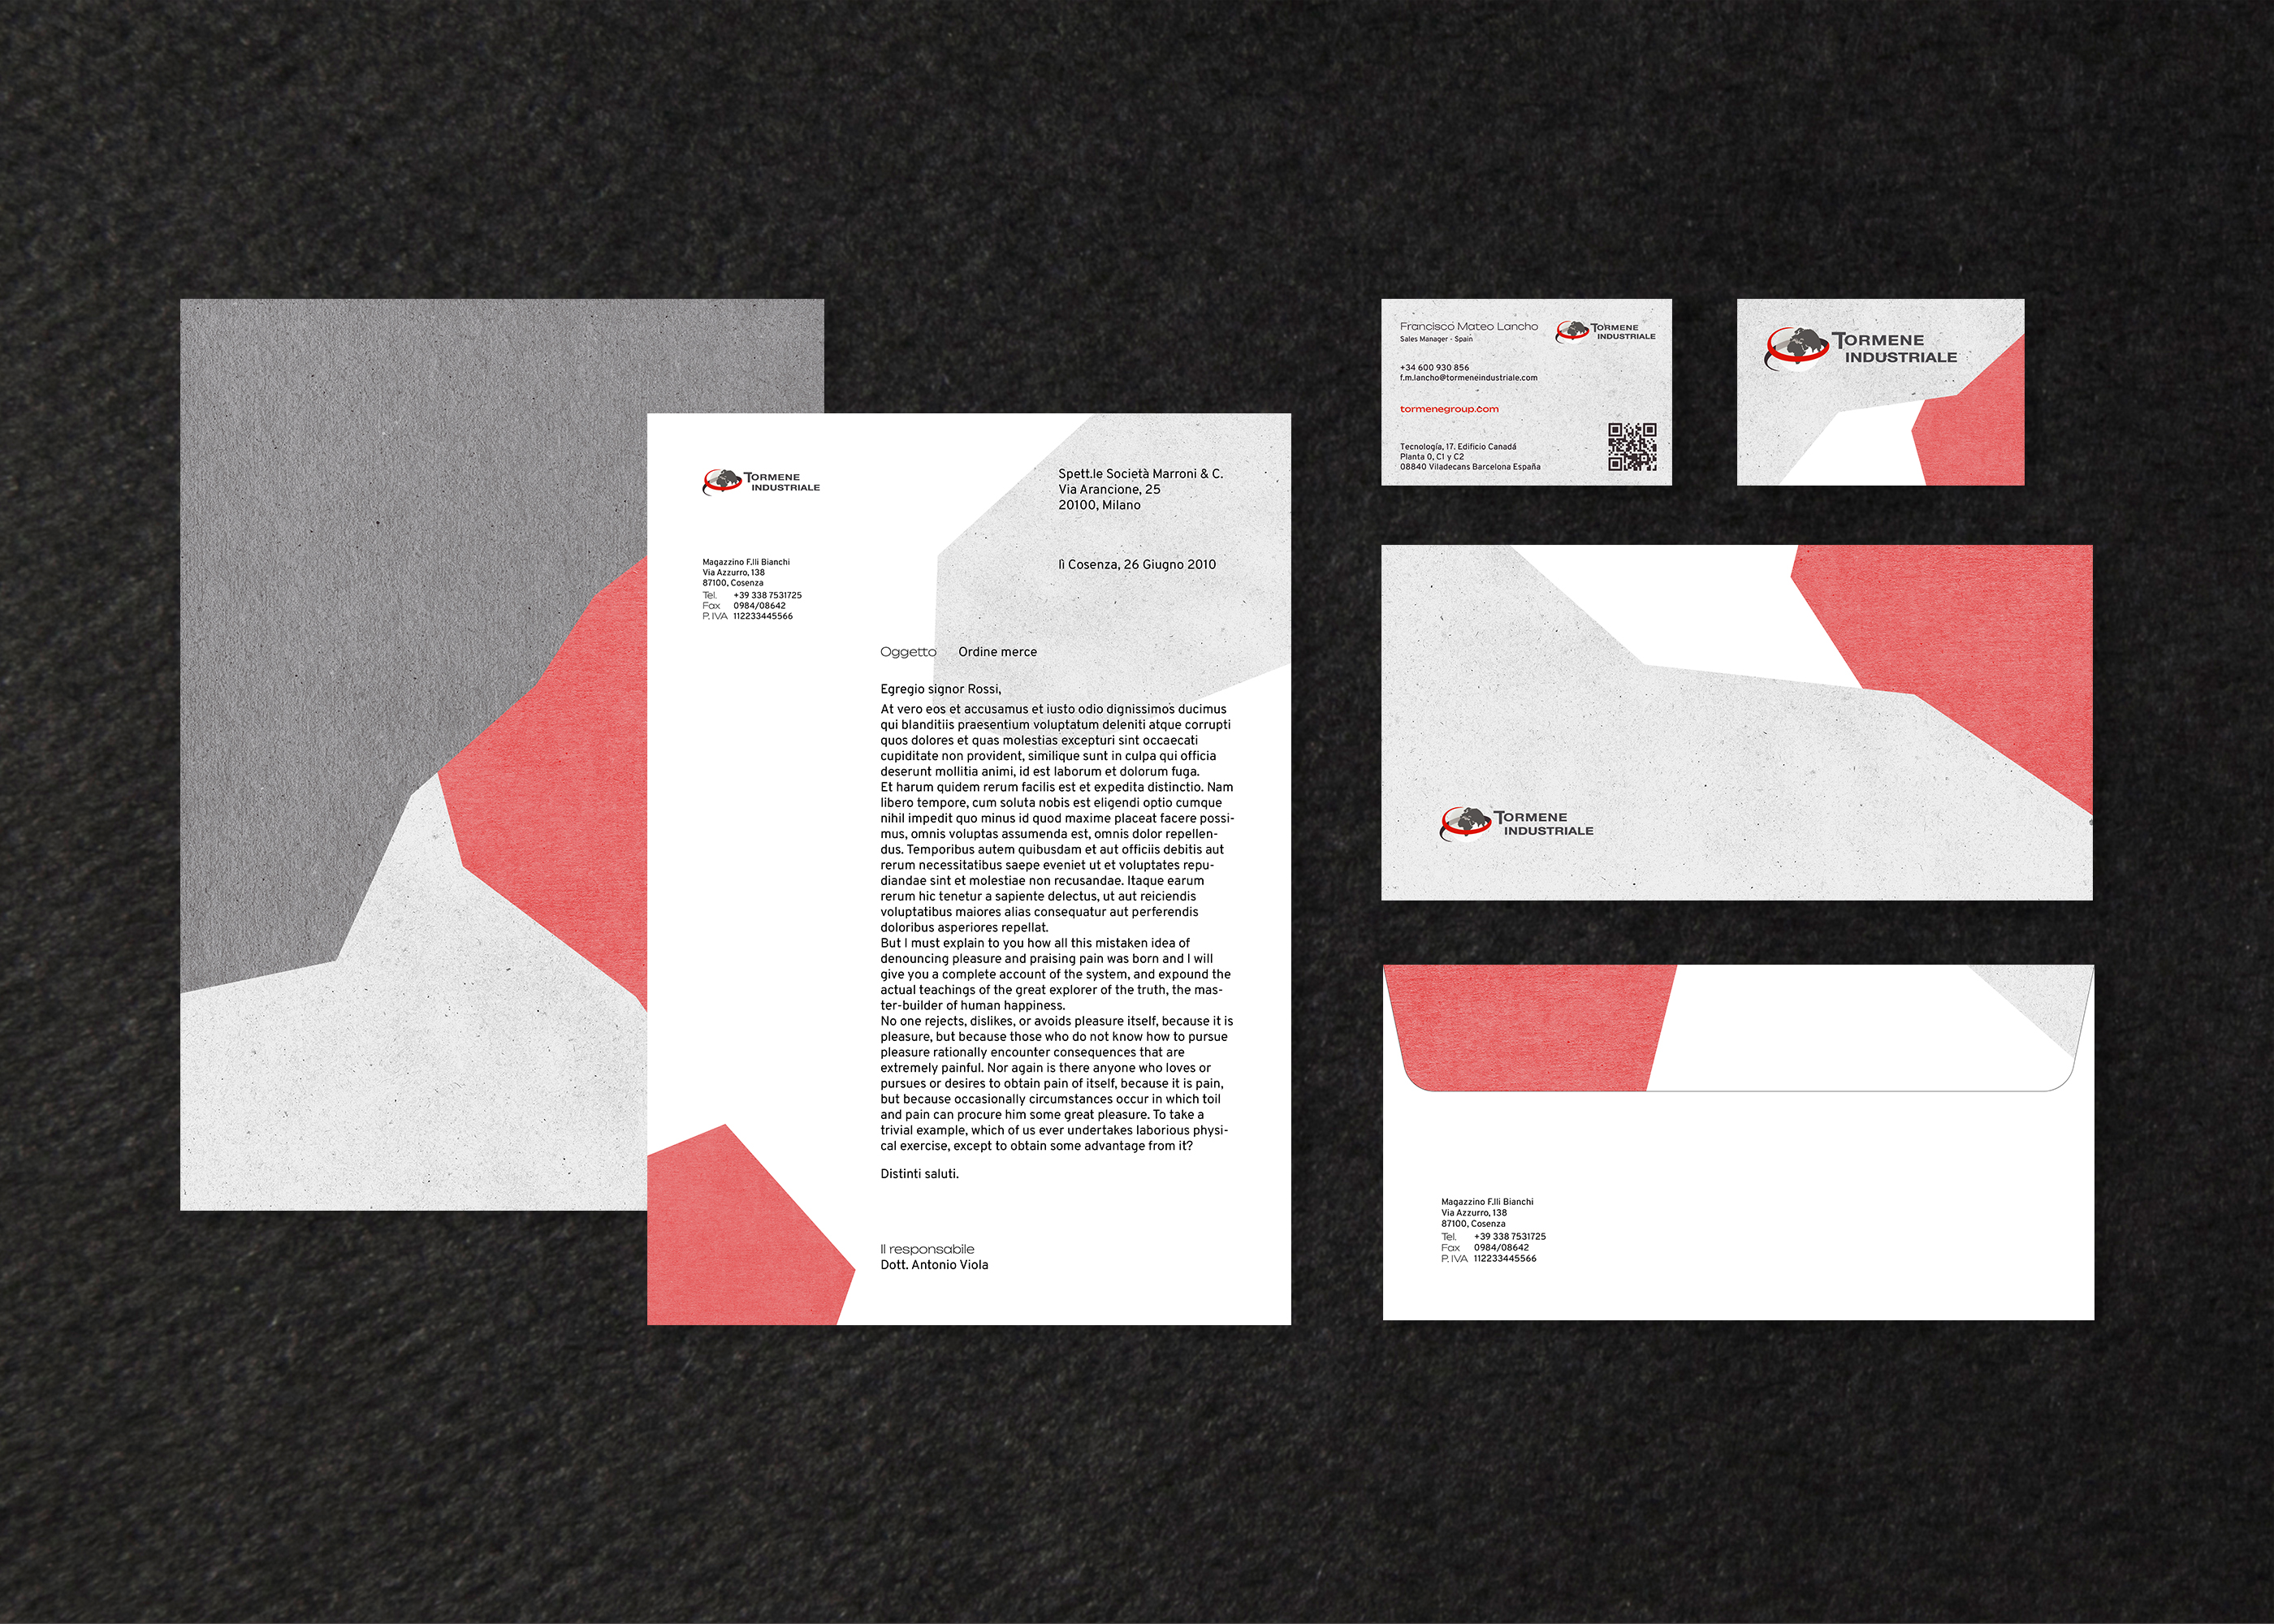 TORMENE
INDUSTRIALE
Magazzino F.lli Bianchi
Via Azzurro, 138
87100, Cosenza
Tel. +39 338 7531725
Fax 0984/08642
P. IVA 112233445566
Spett.le Società Marroni & C.
Via Arancione, 25
20100, Milano
lì Cosenza, 26 Giugno 2010
Oggetto Ordine merce
Egregio signor Rossi,
At vero eos et accusamus et iusto odio dignissimos ducimus
qui blanditiis praesentium voluptatum deleniti atque corrupti
quos dolores et quas molestias excepturi sint occaecati
cupiditate non provident, similique sunt in culpa qui officia
deserunt mollitia animi, id est laborum et dolorum fuga.
Et harum quidem rerum facilis est et expedita distinctio. Nam
libero tempore, cum soluta nobis est eligendi optio cumque
nihil impedit quo minus id quod maxime placeat facere possi-
mus, omnis voluptas assumenda est, omnis dolor repellen-
dus. Temporibus autem quibusdam et aut officiis debitis aut
rerum necessitatibus saepe eveniet ut et voluptates repu-
diandae sint et molestiae non recusandae. Itaque earum
rerum hic tenetur a sapiente delectus, ut aut reiciendis
voluptatibus maiores alias consequatur aut perferendis
doloribus asperiores repellat.
But I must explain to you how all this mistaken idea of
denouncing pleasure and praising pain was born and I will
give you a complete account of the system, and expound the
actual teachings of the great explorer of the truth, the mas-
ter-builder of human happiness.
No one rejects, dislikes, or avoids pleasure itself, because it is
pleasure, but because those who do not know how to pursue
pleasure rationally encounter consequences that are
extremely painful. Nor again is there anyone who loves or
pursues or desires to obtain pain of itself, because it is pain,
but because occasionally circumstances occur in which toil
and pain can procure him some great pleasure. To take a
trivial example, which of us ever undertakes laborious physi-
cal exercise, except to obtain some advantage from it?
Distinti saluti.
Il responsabile
Dott. Antonio Viola
Francisco Mateo Lancho
Sales Manager - Spain
TORMENE
INDUSTRIALE
+34 600 930 856
f.m.lancho@tormeneindustriale.com
tormenegroup.com
Tecnología, 17. Edificio Canadá
Planta 0, C1 y C2
08840 Viladecans Barcelona España
TORMENE
INDUSTRIALE
TORMENE
INDUSTRIALE
Magazzino F.lli Bianchi
Via Azzurro, 138
87100, Cosenza
Tel. +39 338 7531725
Fax 0984/08642
P. IVA 112233445566